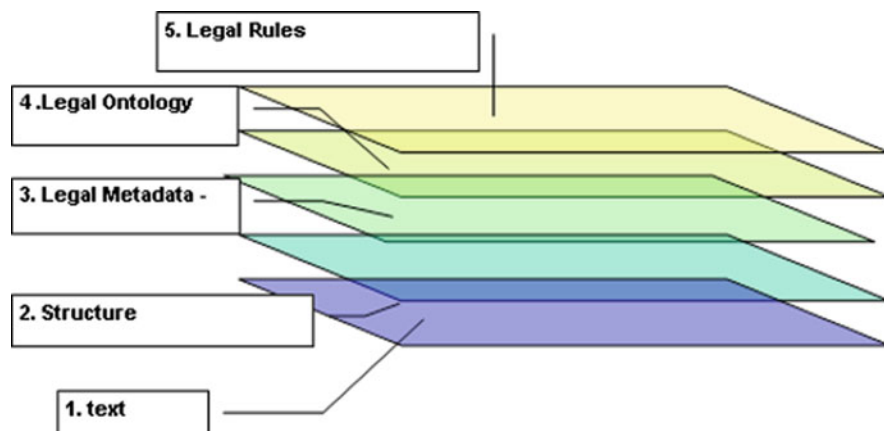 5. Legal Rules
4 .Legal Ontology
3. Legal Metadata -
2. Structure
1. text